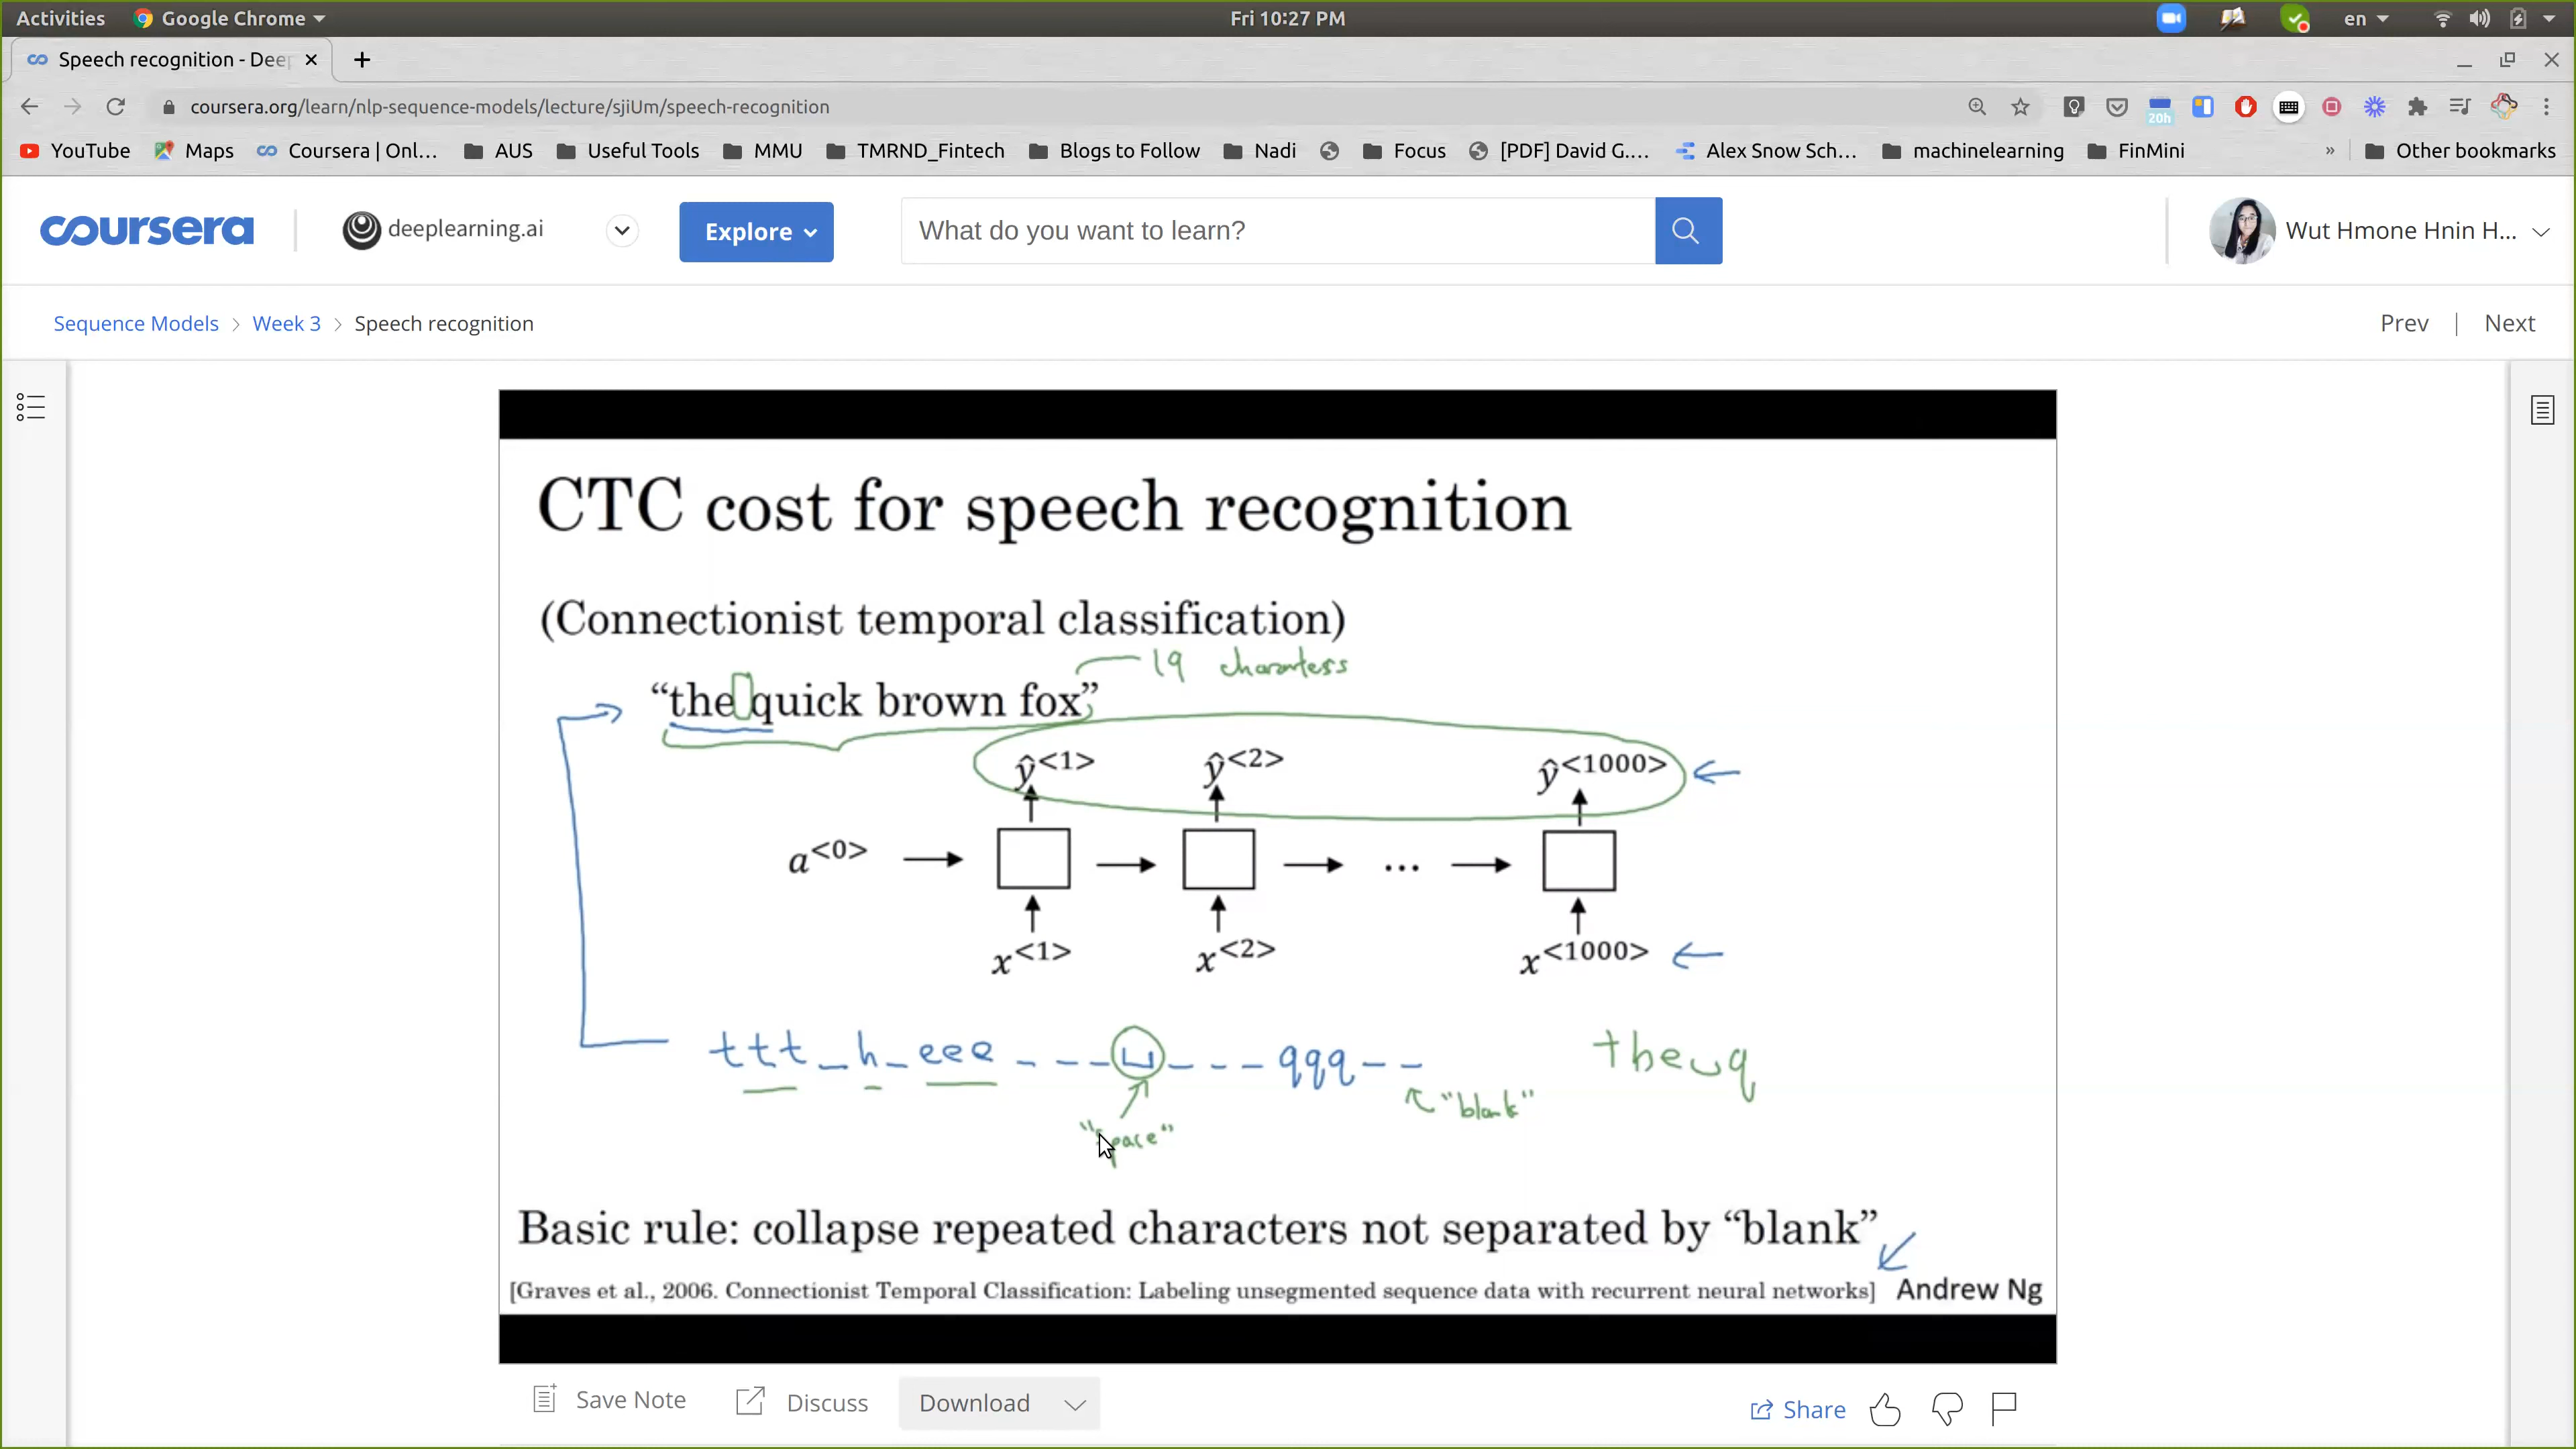 Activities Google Chrome Fri 10:27 PM en
Speech recognition - Deep
coursera.org/learn/nlp-sequence-models/lecture/sjiUm/speech-recognition
20h
YouTube Maps Coursera | Onl... AUS Useful Tools MMU TMRND_Fintech Blogs to Follow Nadi Focus [PDF] David G.... Alex Snow Sch... machinelearning FinMini » Other bookmarks
coursera deeplearning.ai Explore What do you want to learn? Wut Hmone Hnin H...
Sequence Models > Week 3 > Speech recognition Prev | Next
CTC cost for speech recognition
(Connectionist temporal classification)
19 characters
“the quick brown fox”
ŷ<1> ŷ<2> ŷ<1000>
a<0> ...
x<1> x<2> x<1000>
ttt_h_eee___␣___qqq__ the␣q
"blank"
"space"
Basic rule: collapse repeated characters not separated by “blank”
[Graves et al., 2006. Connectionist Temporal Classification: Labeling unsegmented sequence data with recurrent neural networks] Andrew Ng
Save Note Discuss Download Share